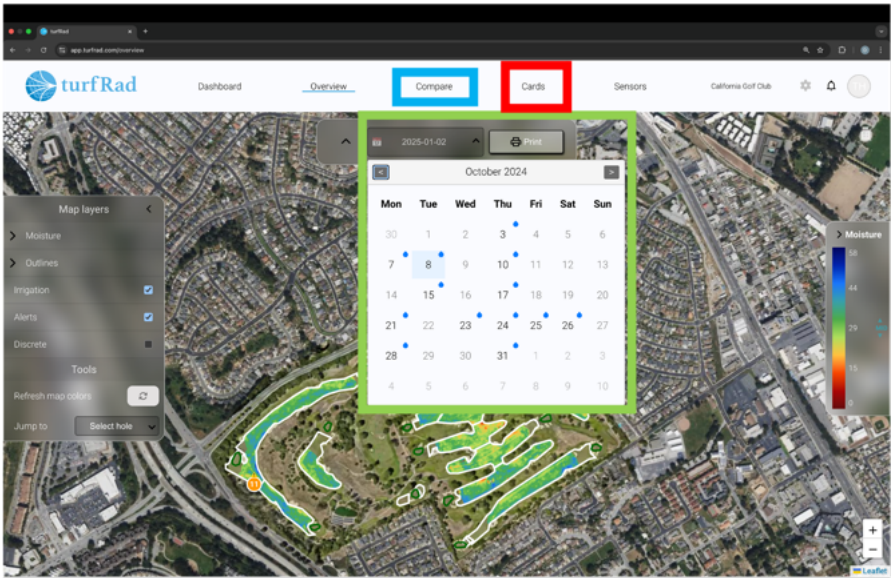 turfRad
app.turfrad.com/overview
turfRad
Dashboard
Overview
Compare
Cards
Sensors
California Golf Club
2025-01-02
Print
October 2024
Mon Tue Wed Thu Fri Sat Sun
30 1 2 3 4 5 6
7 8 9 10 11 12 13
14 15 16 17 18 19 20
21 22 23 24 25 26 27
28 29 30 31 1 2 3
4 5 6 7 8 9 10
Map layers
Moisture
Outlines
Irrigation
Alerts
Discrete
Tools
Refresh map colors
Jump to Select hole
Moisture
58
44
29
15
0
11
+
−
Leaflet